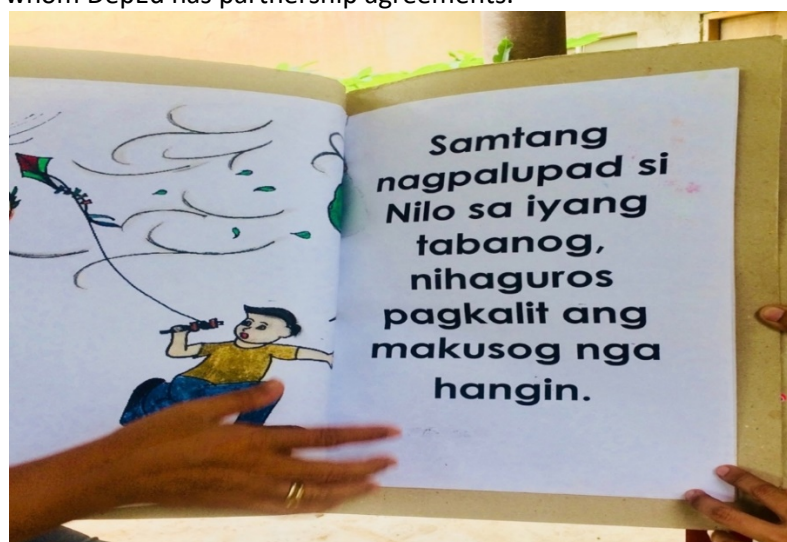 whom DepEd has partnership agreements.
Samtang
nagpalupad si
Nilo sa iyang
tabanog,
nihaguros
pagkalit ang
makusog nga
hangin.